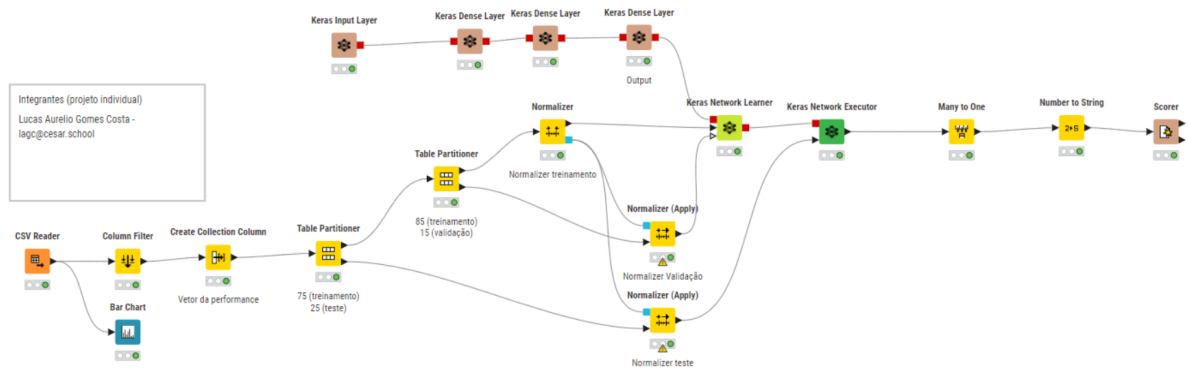 Keras Input Layer
Keras Dense Layer
Keras Dense Layer
Keras Dense Layer
Output
Integrantes (projeto individual)
Lucas Aurelio Gomes Costa -
lagc@cesar.school
Normalizer
Normalizer treinamento
Keras Network Learner
Keras Network Executor
Many to One
Number to String
2▸S
Scorer
Table Partitioner
85 (treinamento)
15 (validação)
Normalizer (Apply)
Normalizer Validação
CSV Reader
Column Filter
Create Collection Column
Vetor da performance
Table Partitioner
75 (treinamento)
25 (teste)
Bar Chart
Normalizer (Apply)
Normalizer teste